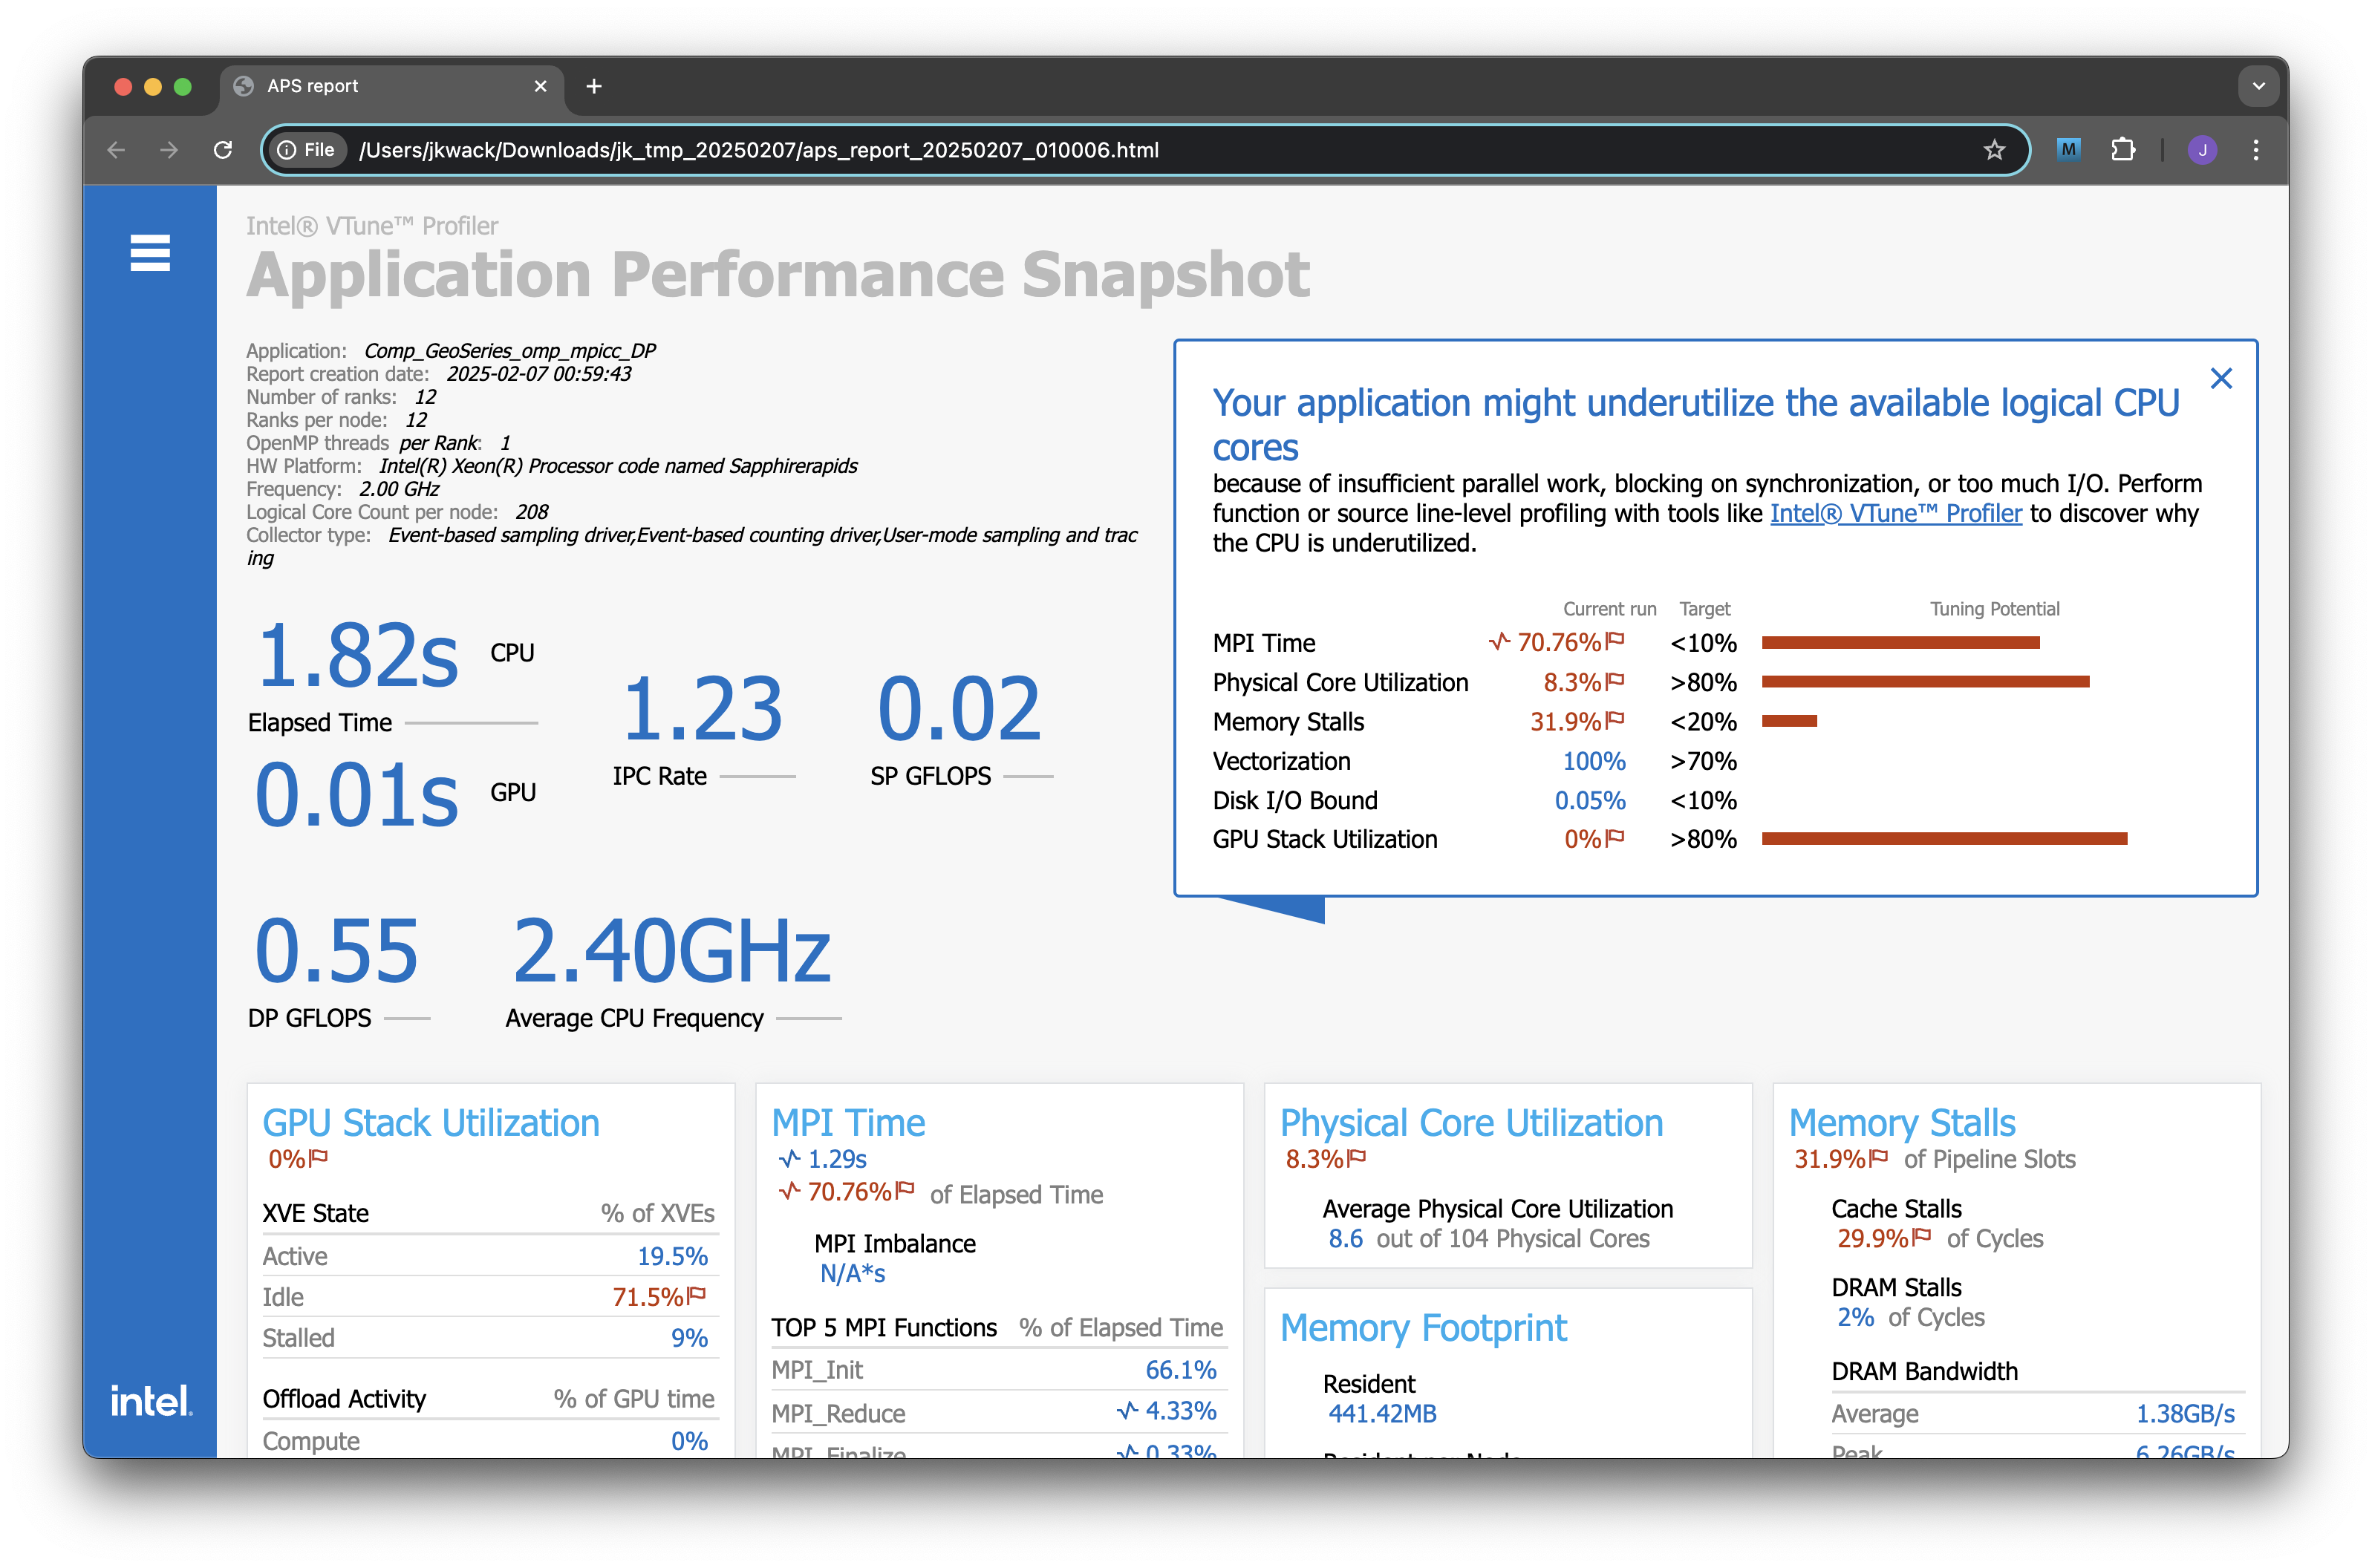 APS report
File /Users/jkwack/Downloads/jk_tmp_20250207/aps_report_20250207_010006.html
M
J
Intel® VTune™ Profiler
Application Performance Snapshot
Application: Comp_GeoSeries_omp_mpicc_DP
Report creation date: 2025-02-07 00:59:43
Number of ranks: 12
Ranks per node: 12
OpenMP threads per Rank: 1
HW Platform: Intel(R) Xeon(R) Processor code named Sapphirerapids
Frequency: 2.00 GHz
Logical Core Count per node: 208
Collector type: Event-based sampling driver,Event-based counting driver,User-mode sampling and trac
ing
1.82s CPU
Elapsed Time
0.01s GPU
1.23
IPC Rate
0.02
SP GFLOPS
0.55
DP GFLOPS
2.40GHz
Average CPU Frequency
Your application might underutilize the available logical CPU
cores
because of insufficient parallel work, blocking on synchronization, or too much I/O. Perform
function or source line-level profiling with tools like Intel® VTune™ Profiler to discover why
the CPU is underutilized.
Current run Target Tuning Potential
MPI Time 70.76% <10%
Physical Core Utilization 8.3% >80%
Memory Stalls 31.9% <20%
Vectorization 100% >70%
Disk I/O Bound 0.05% <10%
GPU Stack Utilization 0% >80%
GPU Stack Utilization
0%
XVE State % of XVEs
Active 19.5%
Idle 71.5%
Stalled 9%
Offload Activity % of GPU time
Compute 0%
MPI Time
1.29s
70.76% of Elapsed Time
MPI Imbalance
N/A*s
TOP 5 MPI Functions % of Elapsed Time
MPI_Init 66.1%
MPI_Reduce 4.33%
MPI_Finalize 0.33%
Physical Core Utilization
8.3%
Average Physical Core Utilization
8.6 out of 104 Physical Cores
Memory Footprint
Resident
441.42MB
Resident per Node
Memory Stalls
31.9% of Pipeline Slots
Cache Stalls
29.9% of Cycles
DRAM Stalls
2% of Cycles
DRAM Bandwidth
Average 1.38GB/s
Peak 6.26GB/s
intel.